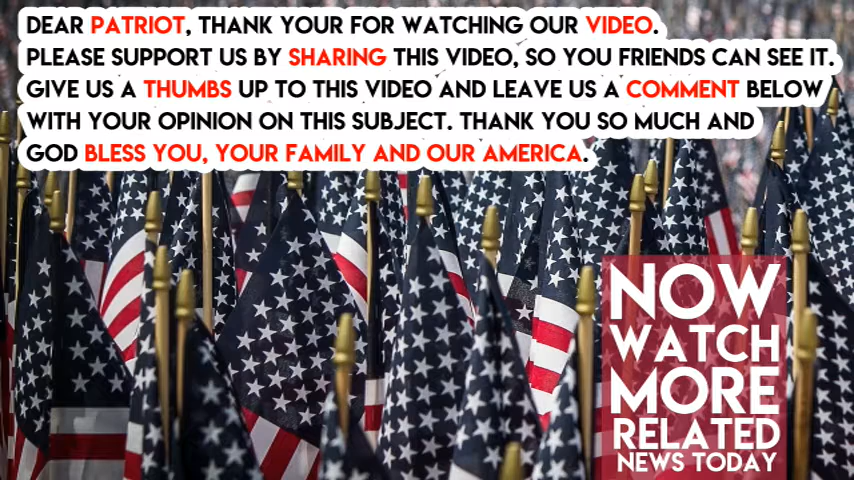 DEAR PATRIOT, THANK YOUR FOR WATCHING OUR VIDEO.
PLEASE SUPPORT US BY SHARING THIS VIDEO, SO YOU FRIENDS CAN SEE IT.
GIVE US A THUMBS UP TO THIS VIDEO AND LEAVE US A COMMENT BELOW
WITH YOUR OPINION ON THIS SUBJECT. THANK YOU SO MUCH AND
GOD BLESS YOU, YOUR FAMILY AND OUR AMERICA.
NOW
WATCH
MORE
RELATED
NEWS TODAY